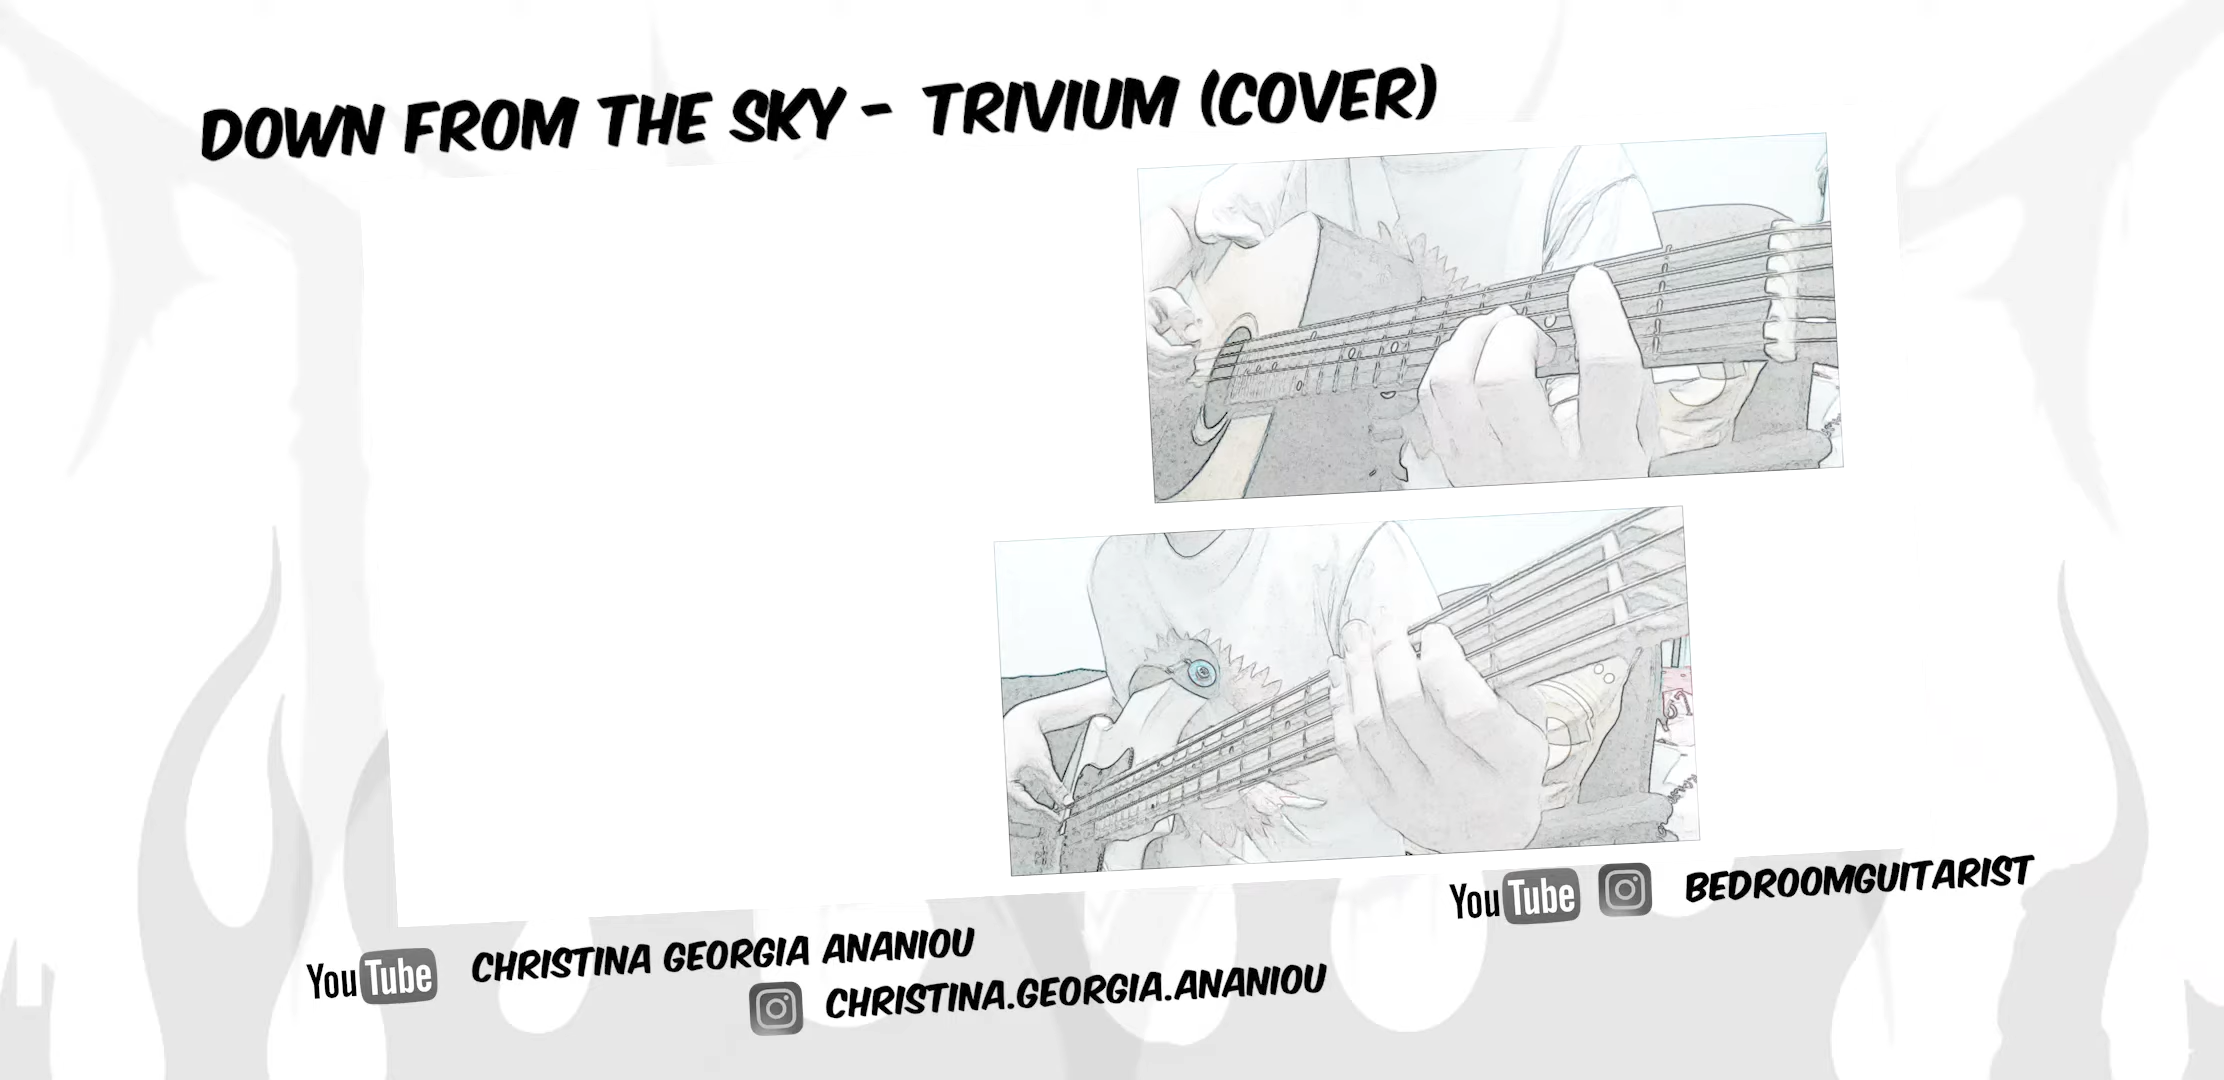 DOWN FROM THE SKY - TRIVIUM (COVER)
YouTube BEDROOMGUITARIST
YouTube CHRISTINA GEORGIA ANANIOU
CHRISTINA.GEORGIA.ANANIOU